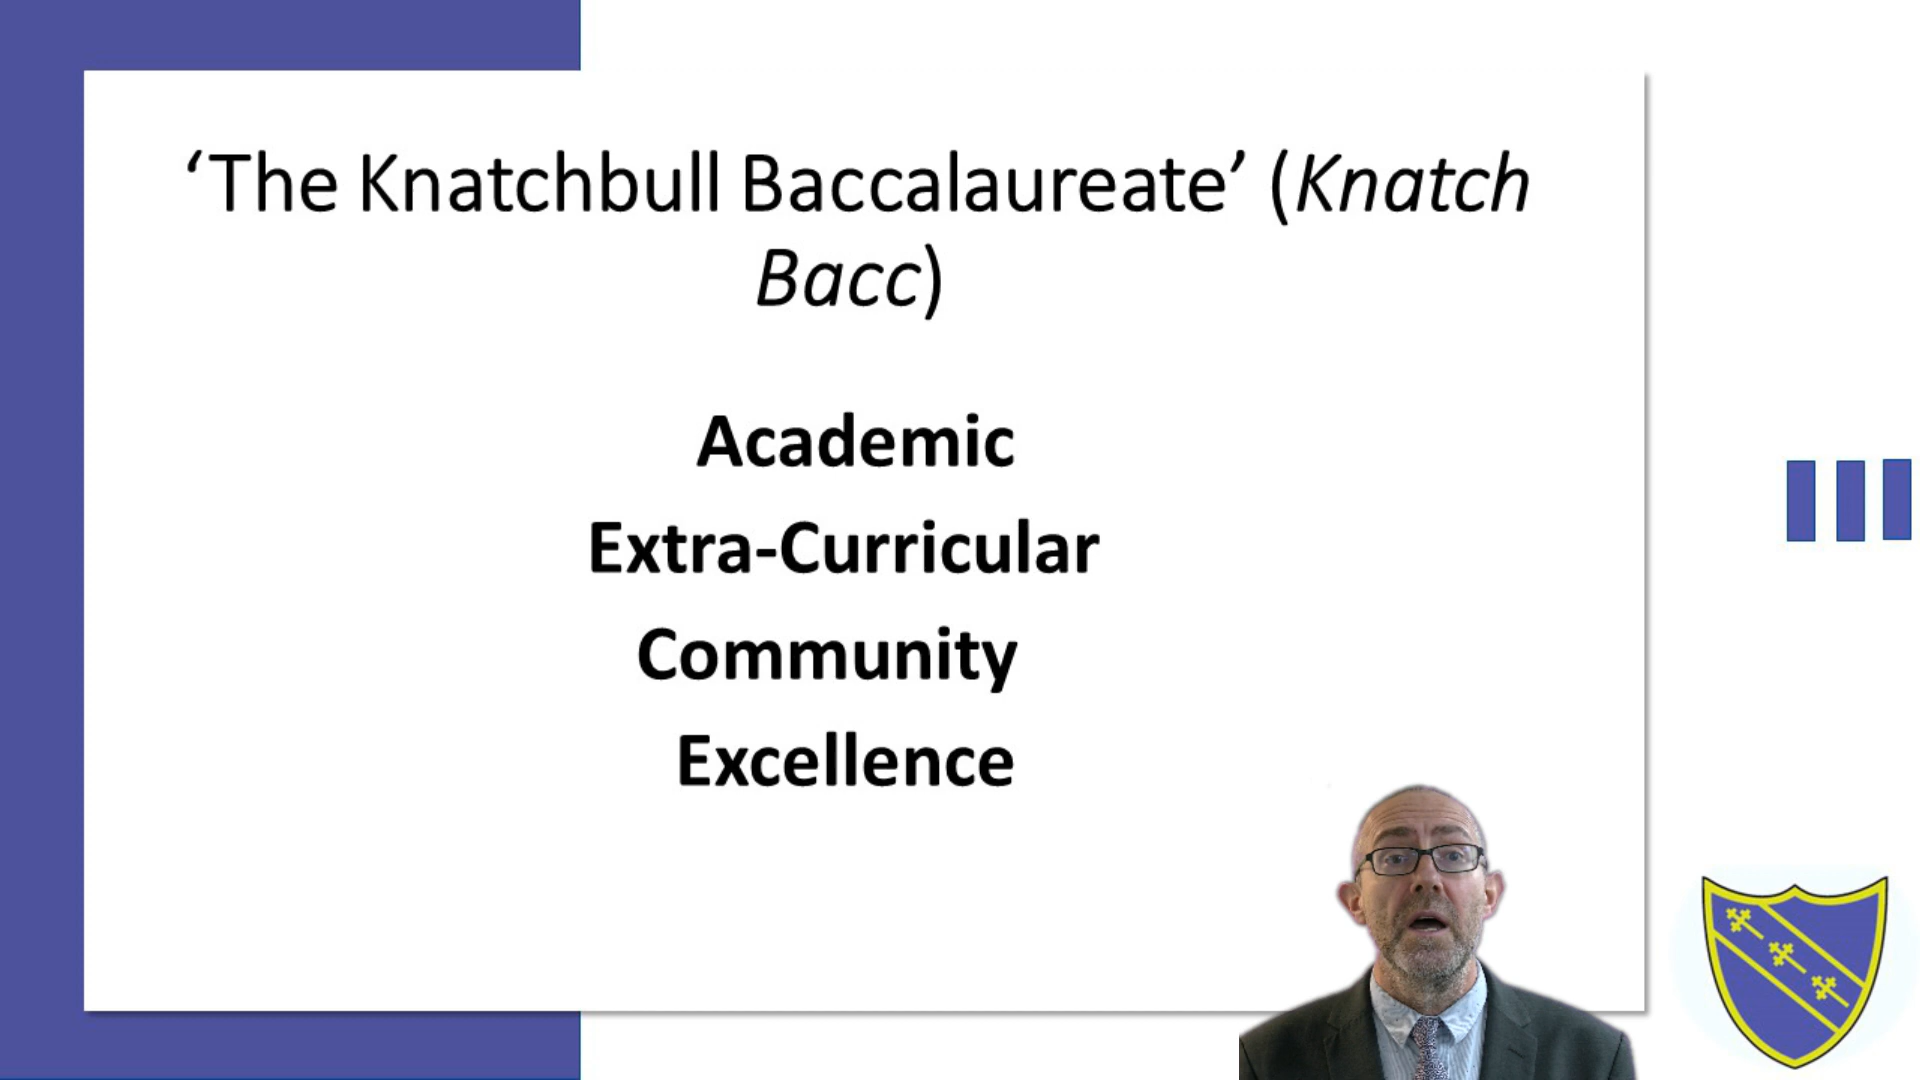 ‘The Knatchbull Baccalaureate’ (Knatch
Bacc)
Academic
Extra-Curricular
Community
Excellence